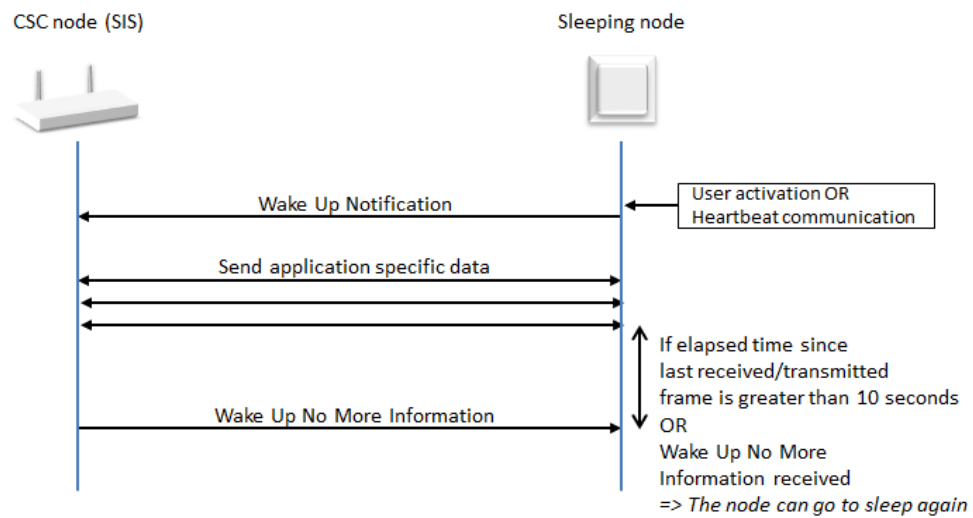 CSC node (SIS)
Sleeping node
User activation OR
Heartbeat communication
Wake Up Notification
Send application specific data
If elapsed time since
last received/transmitted
frame is greater than 10 seconds
OR
Wake Up No More
Information received
=> The node can go to sleep again
Wake Up No More Information